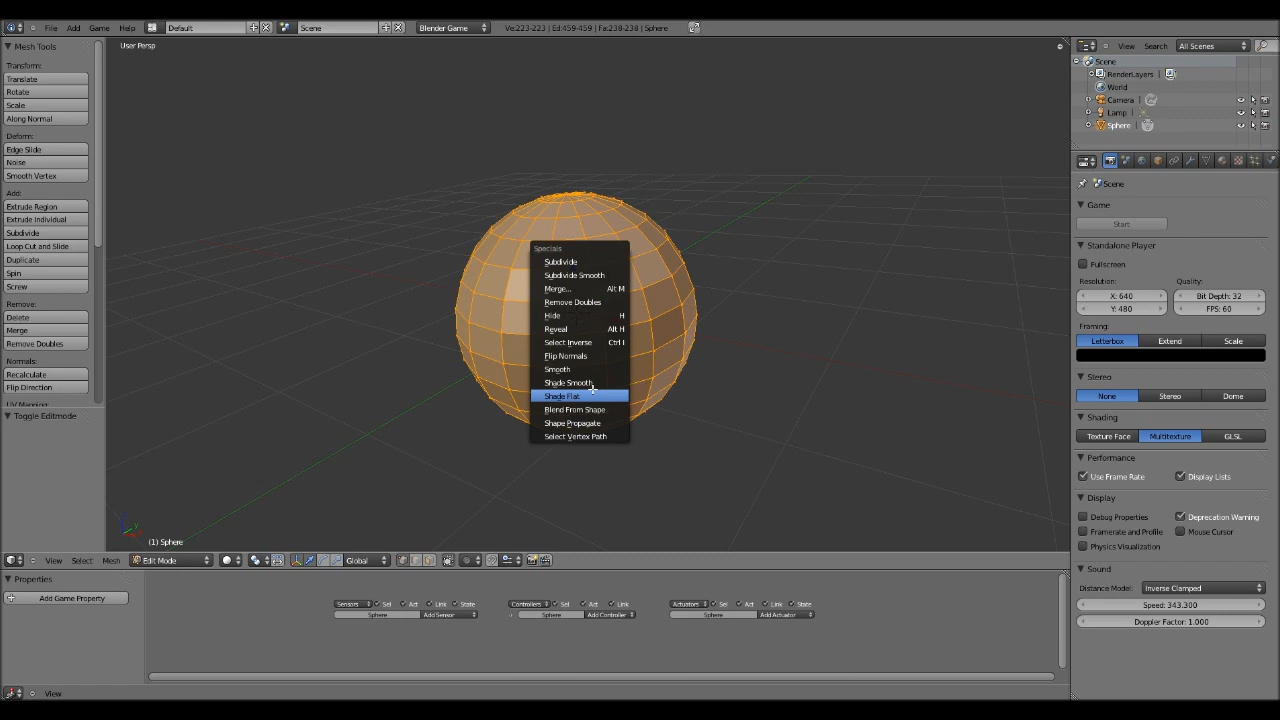 File Add Game Help Default Scene Blender Game Ve:223-223 | Ed:459-459 | Fa:238-238 | Sphere
Mesh Tools
Transform:
Translate
Rotate
Scale
Along Normal
Deform:
Edge Slide
Noise
Smooth Vertex
Add:
Extrude Region
Extrude Individual
Subdivide
Loop Cut and Slide
Duplicate
Spin
Screw
Remove:
Delete
Merge
Remove Doubles
Normals:
Recalculate
Flip Direction
UV Mapping
Toggle Editmode
User Persp
Specials
Subdivide
Subdivide Smooth
Merge... Alt M
Remove Doubles
Hide H
Reveal Alt H
Select Inverse Ctrl I
Flip Normals
Smooth
Shade Smooth
Shade Flat
Blend From Shape
Shape Propagate
Select Vertex Path
(1) Sphere
View Select Mesh Edit Mode Global
Properties
Add Game Property
Sensors Sel Act Link State
Sphere Add Sensor
Controllers Sel Act Link
Sphere Add Controller
Actuators Sel Act Link State
Sphere Add Actuator
View
View Search All Scenes
Scene
RenderLayers |
World
Camera |
Lamp |
Sphere |
Scene
Game
Start
Standalone Player
Fullscreen
Resolution: Quality:
X: 640 Bit Depth: 32
Y: 480 FPS: 60
Framing:
Letterbox Extend Scale
Stereo
None Stereo Dome
Shading
Texture Face Multitexture GLSL
Performance
Use Frame Rate Display Lists
Display
Debug Properties Deprecation Warning
Framerate and Profile Mouse Cursor
Physics Visualization
Sound
Distance Model: Inverse Clamped
Speed: 343.300
Doppler Factor: 1.000